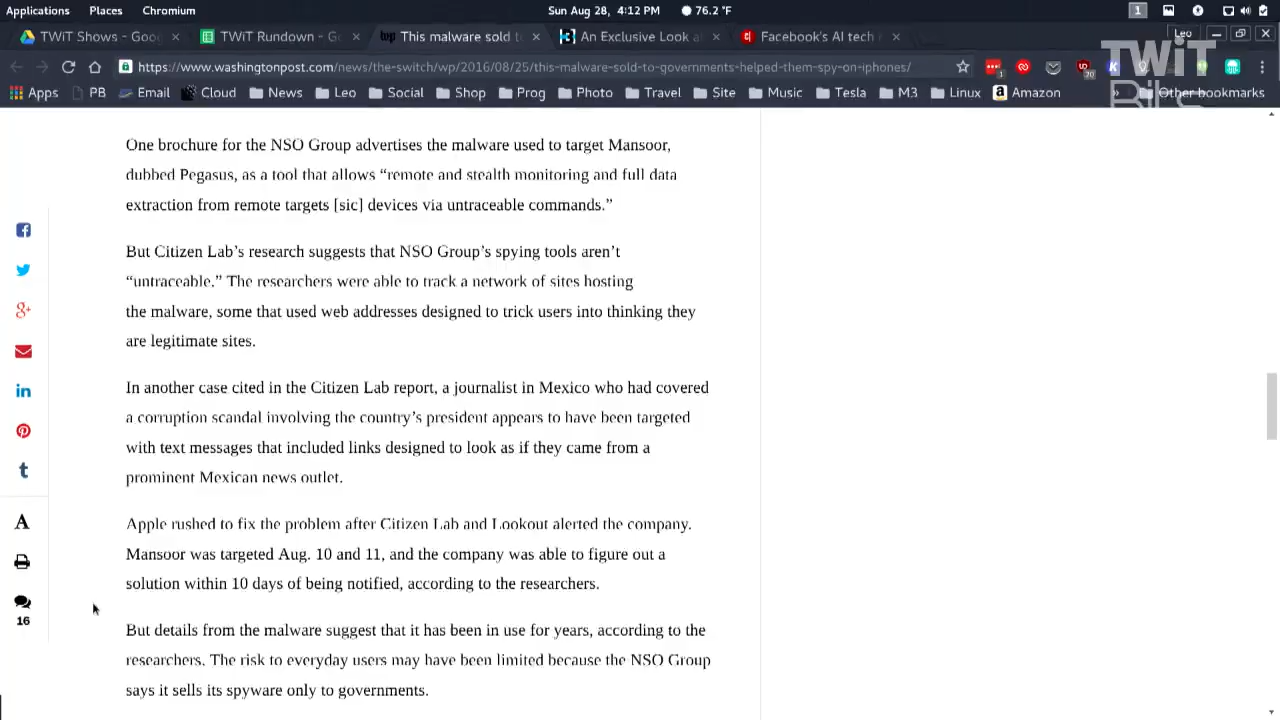 Applications Places Chromium Sun Aug 28, 4:12 PM 76.2 °F 1
TWiT Shows - Goo × TWiT Rundown - G × This malware sold t × An Exclusive Look a × Facebook's AI tech × Leo
https://www.washingtonpost.com/news/the-switch/wp/2016/08/25/this-malware-sold-to-governments-helped-them-spy-on-iphones/
TWiT
Apps PB Email Cloud News Leo Social Shop Prog Photo Travel Site Music Tesla M3 Linux Amazon » Other bookmarks
One brochure for the NSO Group advertises the malware used to target Mansoor,
dubbed Pegasus, as a tool that allows “remote and stealth monitoring and full data
extraction from remote targets [sic] devices via untraceable commands.”
But Citizen Lab’s research suggests that NSO Group’s spying tools aren’t
“untraceable.” The researchers were able to track a network of sites hosting
the malware, some that used web addresses designed to trick users into thinking they
are legitimate sites.
In another case cited in the Citizen Lab report, a journalist in Mexico who had covered
a corruption scandal involving the country’s president appears to have been targeted
with text messages that included links designed to look as if they came from a
prominent Mexican news outlet.
Apple rushed to fix the problem after Citizen Lab and Lookout alerted the company.
Mansoor was targeted Aug. 10 and 11, and the company was able to figure out a
solution within 10 days of being notified, according to the researchers.
16
But details from the malware suggest that it has been in use for years, according to the
researchers. The risk to everyday users may have been limited because the NSO Group
says it sells its spyware only to governments.